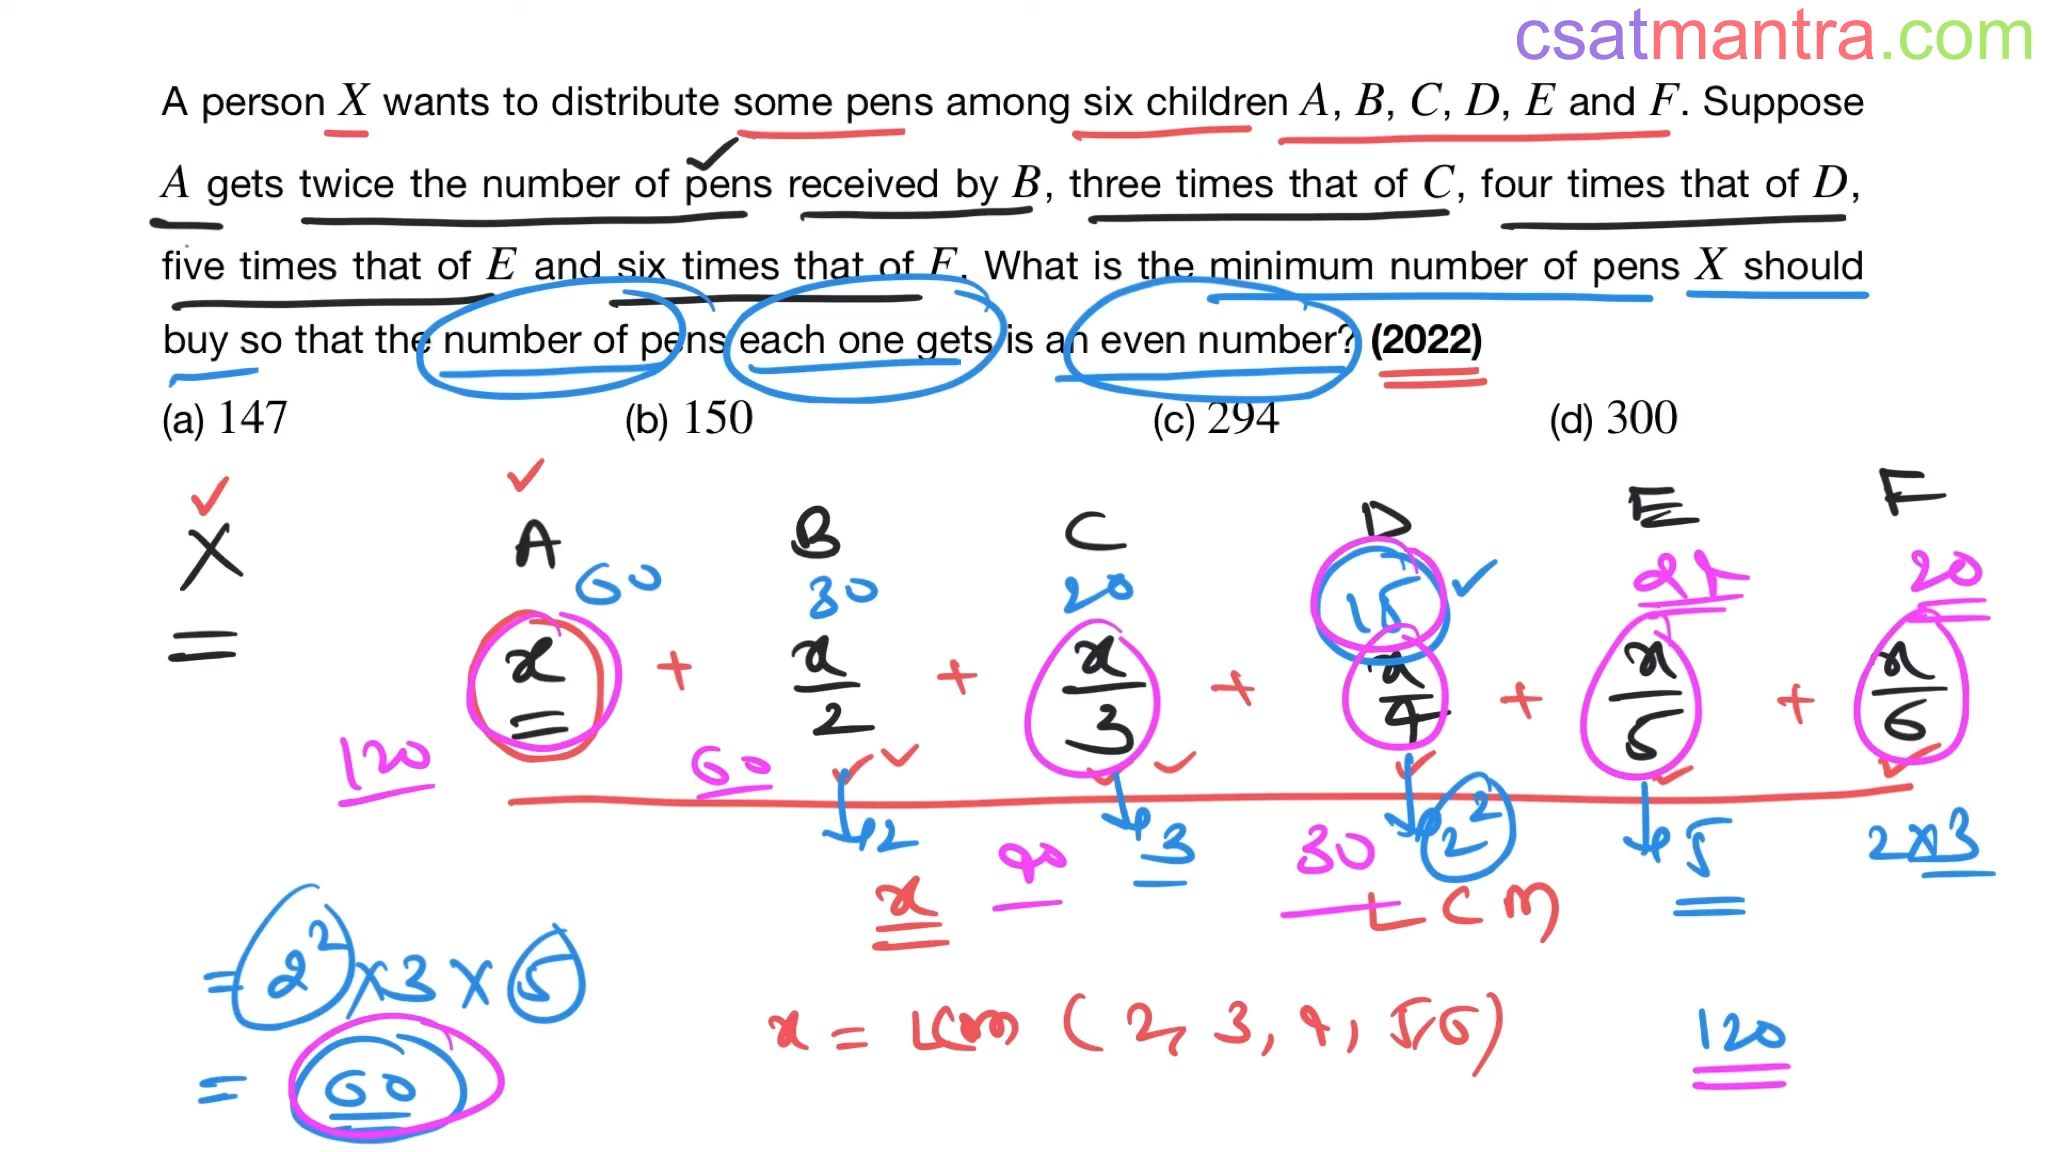 csatmantra.com
A person X wants to distribute some pens among six children A, B, C, D, E and F. Suppose
A gets twice the number of pens received by B, three times that of C, four times that of D,
five times that of E and six times that of F. What is the minimum number of pens X should
buy so that the number of pens each one gets is an even number? (2022)
(a) 147 (b) 150 (c) 294 (d) 300
X A B C D E F
60 30 20 15 24 20
x + x/2 + x/3 + x/4 + x/5 + x/6
120 60 40 30
2 3 2² 5 2×3
x LCM
= 2² × 3 × 5
x = LCM (2, 3, 4, 5, 6) 120
= 60